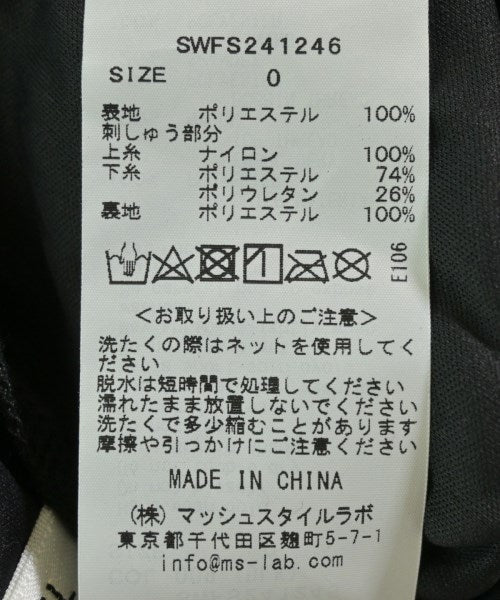 SWFS241246
SIZE 0
表地 ポリエステル 100%
刺しゅう部分
上糸 ナイロン 100%
下糸 ポリエステル 74%
ポリウレタン 26%
裏地 ポリエステル 100%
E106
<お取り扱い上のご注意>
洗たくの際はネットを使用してく
ださい
脱水は短時間で処理してください
濡れたまま放置しないでください
洗たくで多少縮むことがあります
摩擦や引っかけにご注意ください
MADE IN CHINA
(株) マッシュスタイルラボ
東京都千代田区麹町5-7-1
info@ms-lab.com